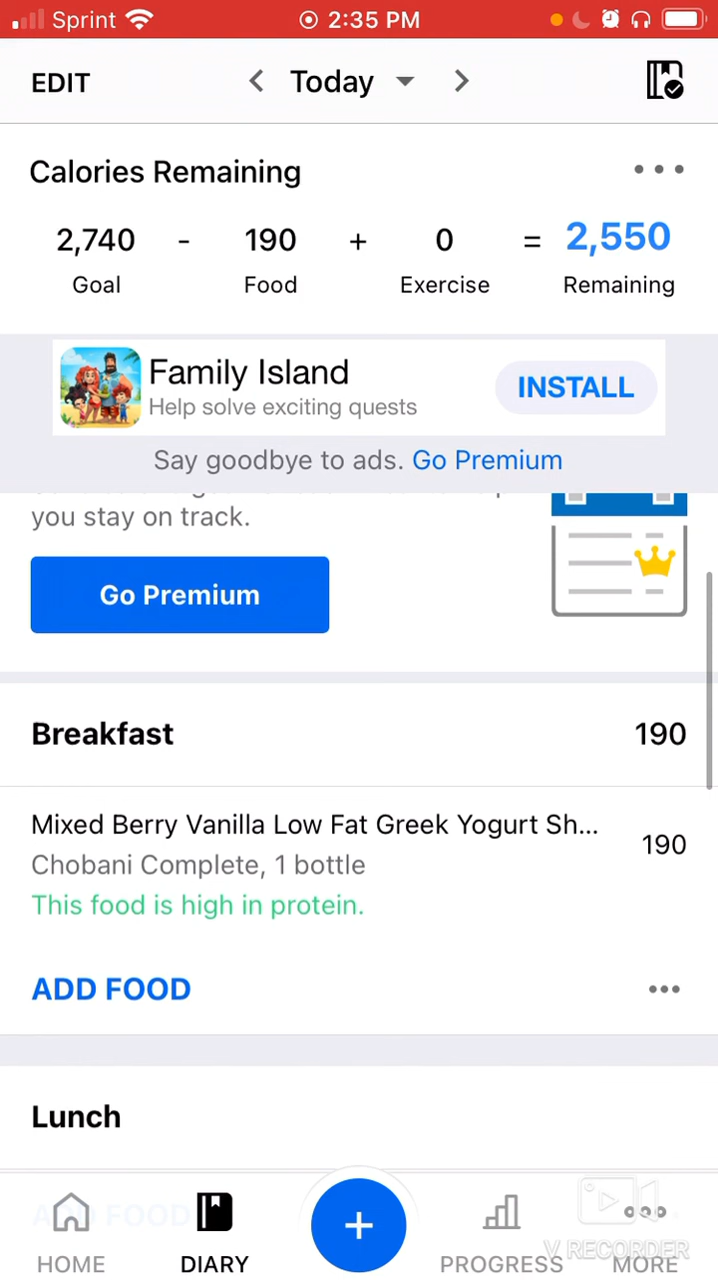 Sprint 2:35 PM
EDIT Today
Calories Remaining
2,740 - 190 + 0 = 2,550
Goal Food Exercise Remaining
Family Island
Help solve exciting quests
INSTALL
Say goodbye to ads. Go Premium
you stay on track.
Go Premium
Breakfast 190
Mixed Berry Vanilla Low Fat Greek Yogurt Sh...
190
Chobani Complete, 1 bottle
This food is high in protein.
ADD FOOD
Lunch
ADD FOOD
HOME DIARY + PROGRESS MORE
V RECORDER